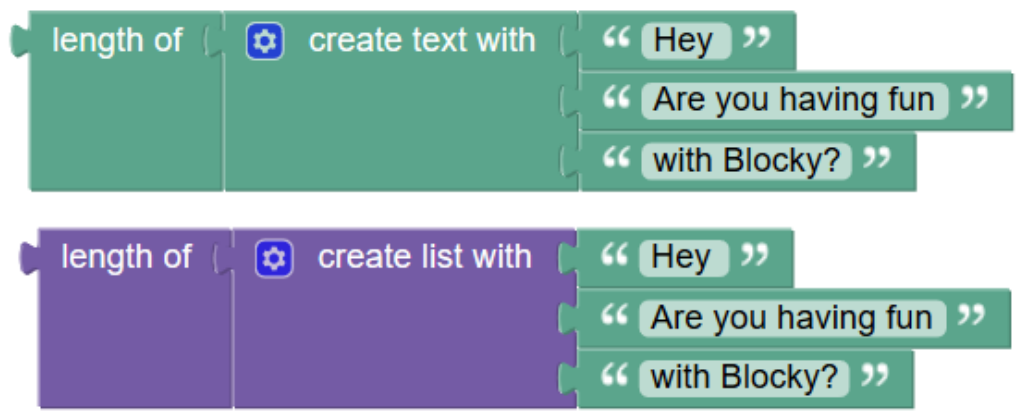 length of create text with “ Hey ”
“ Are you having fun ”
“ with Blocky? ”
length of create list with “ Hey ”
“ Are you having fun ”
“ with Blocky? ”